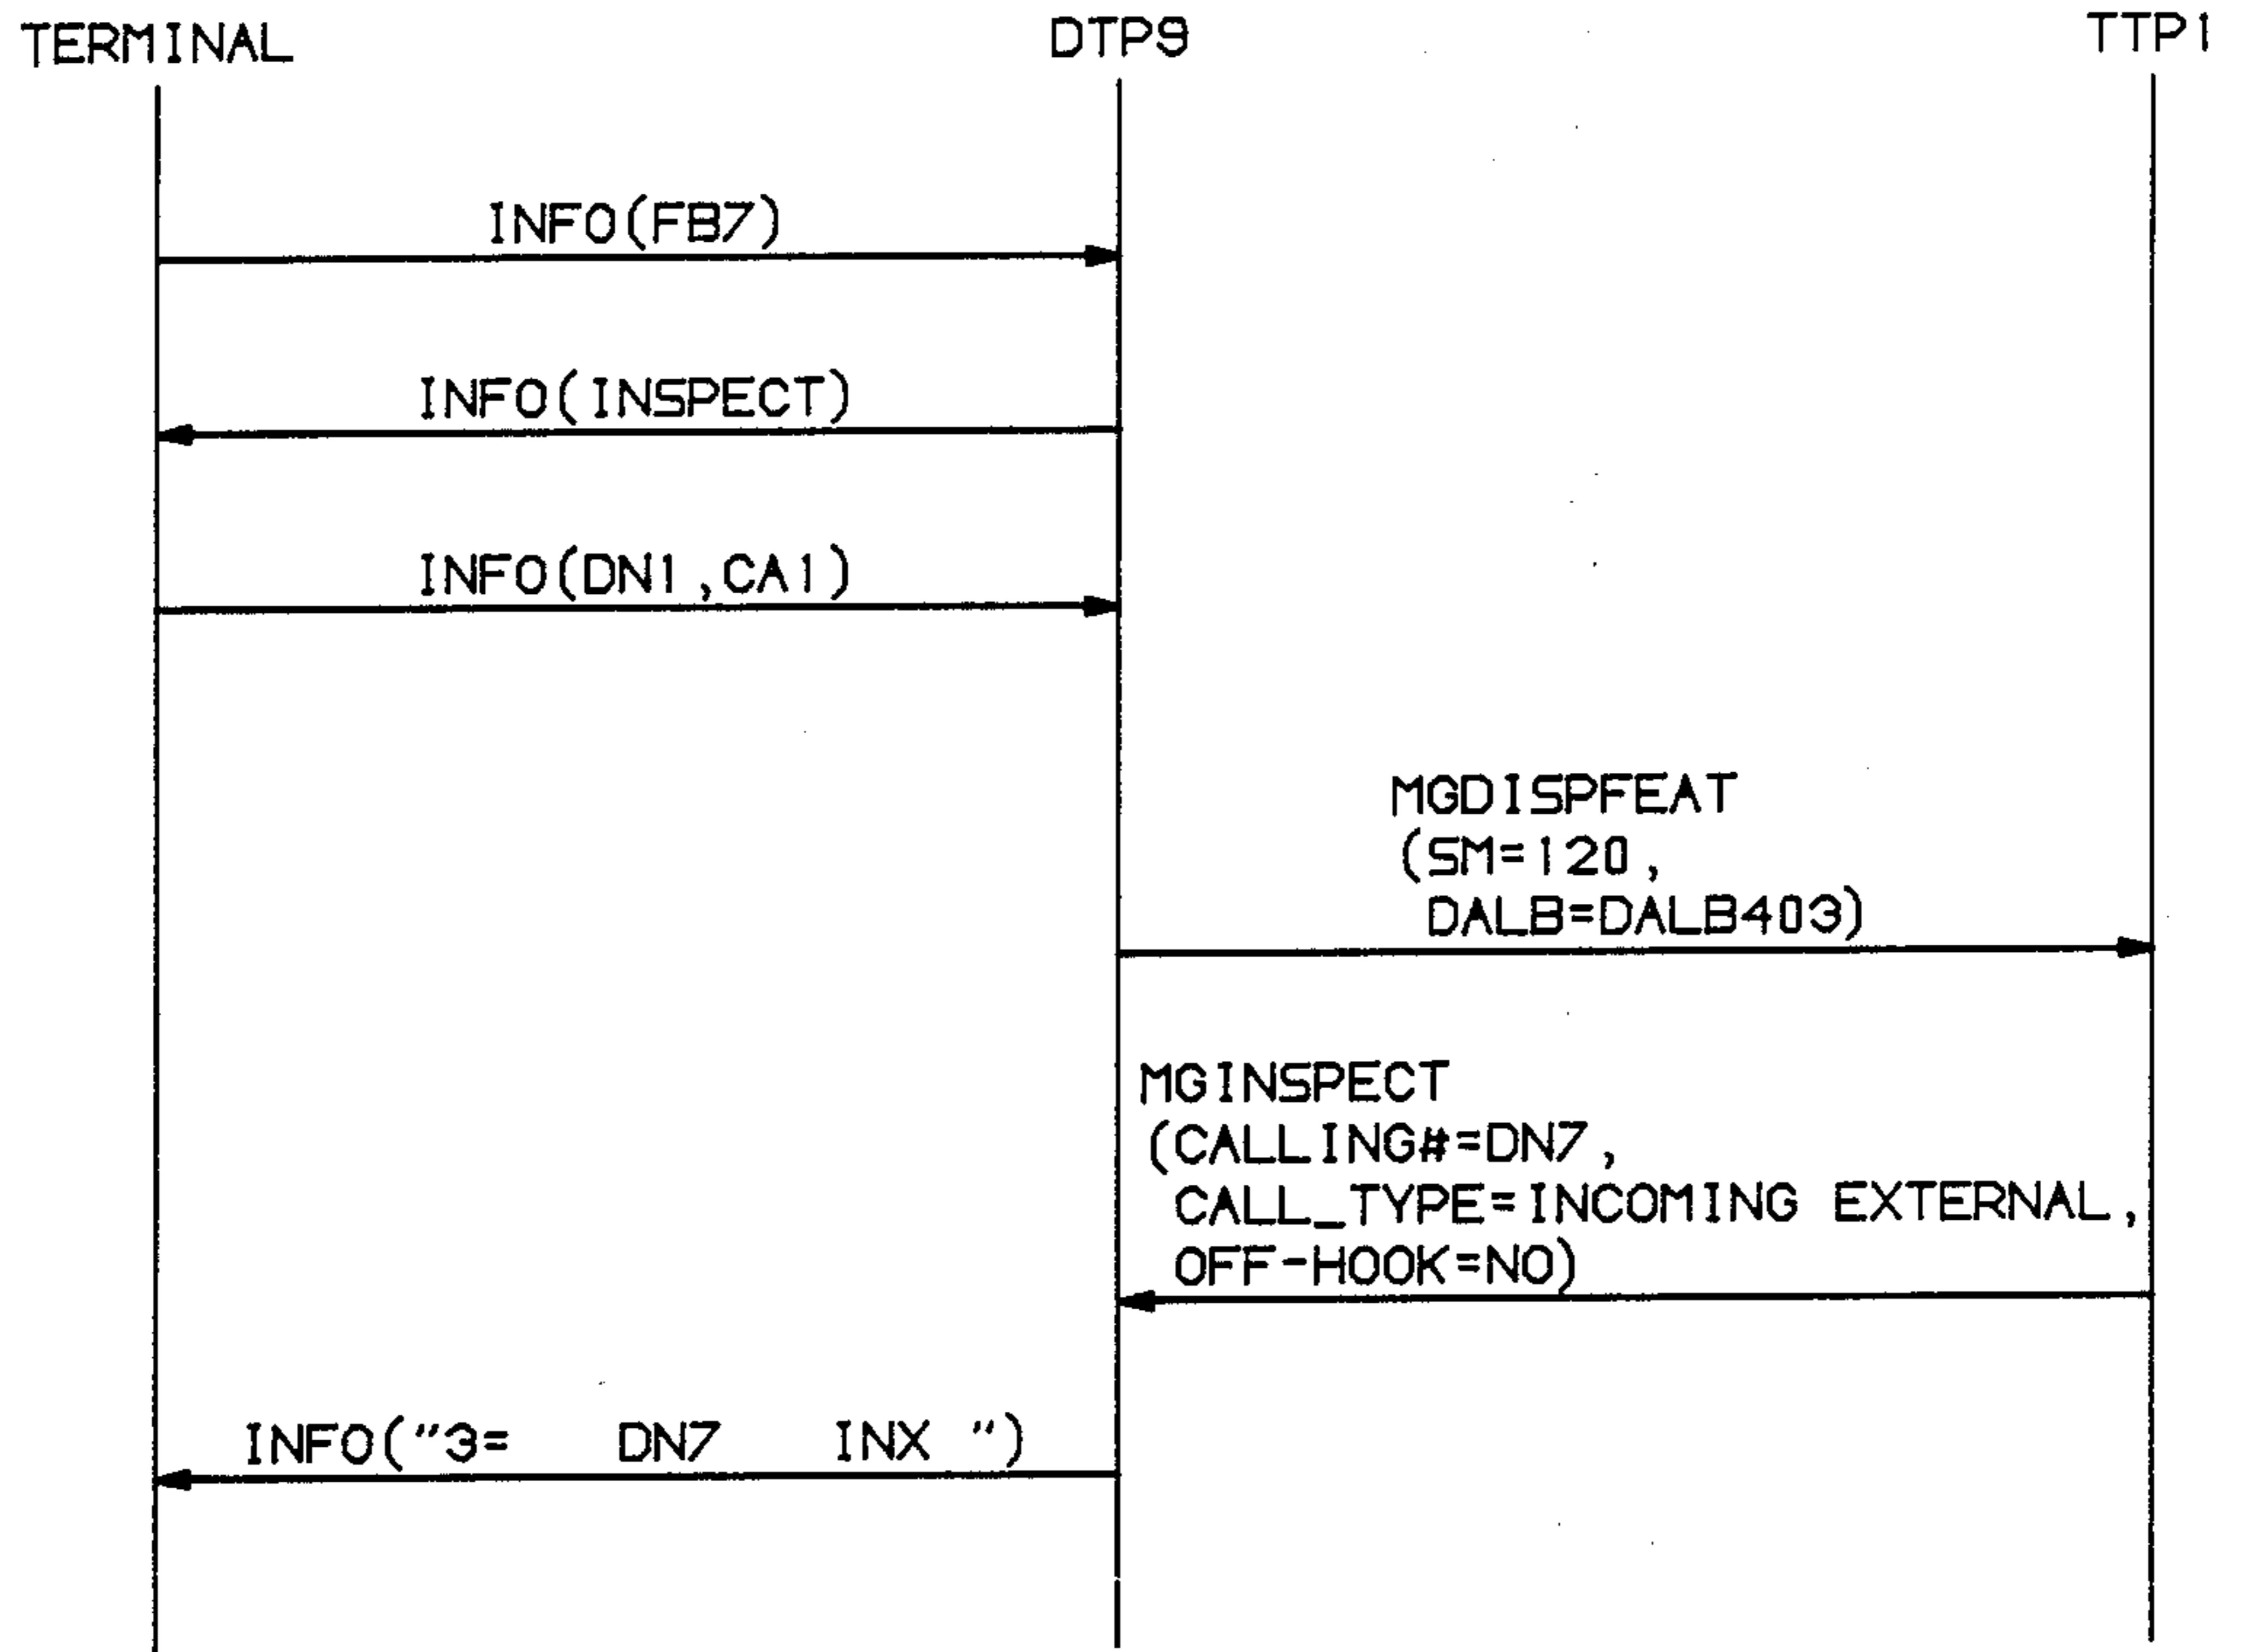 TERMINAL DTP9 TTP1
INFO(FB7)
INFO(INSPECT)
INFO(DN1,CA1)
MGDISPFEAT
(SM=120,
DALB=DALB403)
MGINSPECT
(CALLING#=DN7,
CALL_TYPE=INCOMING EXTERNAL,
OFF-HOOK=NO)
INFO("3= DN7 INX ")